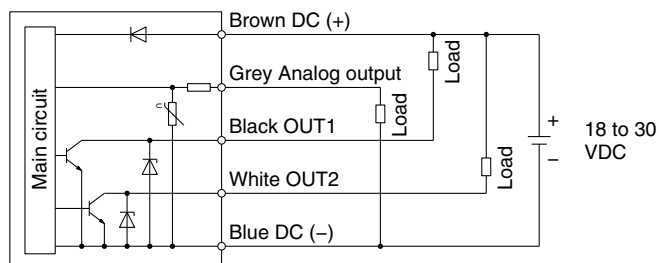 Brown DC (+)
Main circuit
Grey Analog output
Load
Load
U
Black OUT1
+
18 to 30
VDC
−
White OUT2
Load
Blue DC (−)